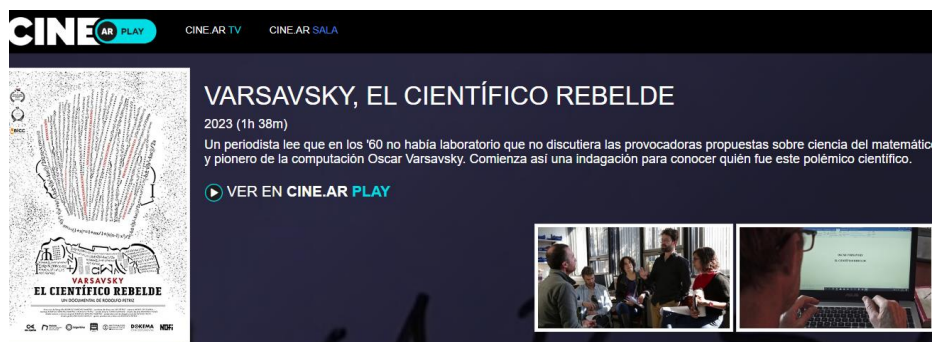 CINE AR PLAY
CINE.AR TV
CINE.AR SALA
VARSAVSKY, EL CIENTÍFICO REBELDE
2023 (1h 38m)
Un periodista lee que en los '60 no había laboratorio que no discutiera las provocadoras propuestas sobre ciencia del matemático
y pionero de la computación Oscar Varsavsky. Comienza así una indagación para conocer quién fue este polémico científico.
VER EN CINE.AR PLAY
VARSAVSKY
EL CIENTÍFICO REBELDE
UN DOCUMENTAL DE RODOLFO PETRIZ
DOKEMA